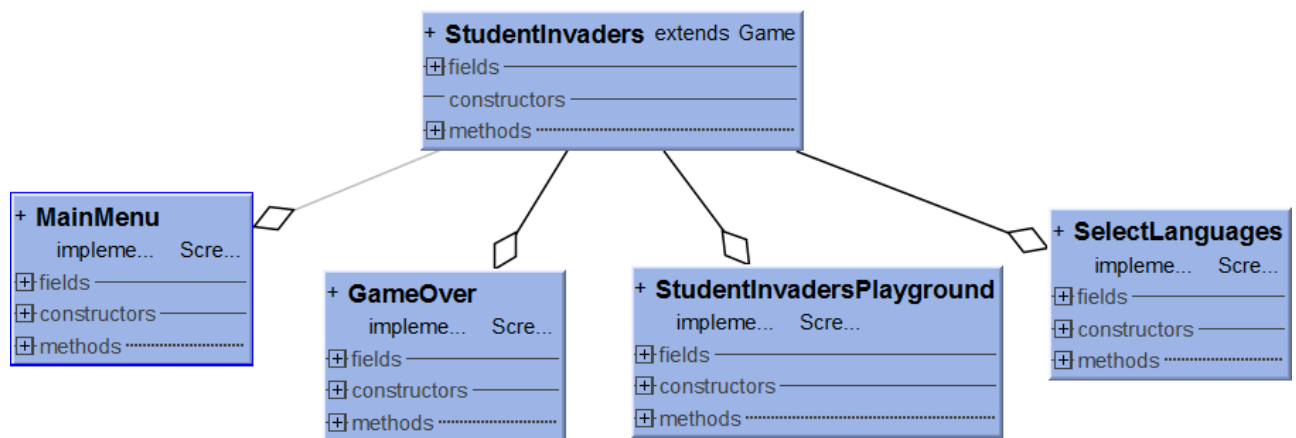 + StudentInvaders extends Game
+ fields
constructors
+ methods
+ MainMenu
impleme... Scre...
+ fields
+ constructors
+ methods
+ GameOver
impleme... Scre...
+ fields
+ constructors
+ methods
+ StudentInvadersPlayground
impleme... Scre...
+ fields
+ constructors
+ methods
+ SelectLanguages
impleme... Scre...
+ fields
+ constructors
+ methods